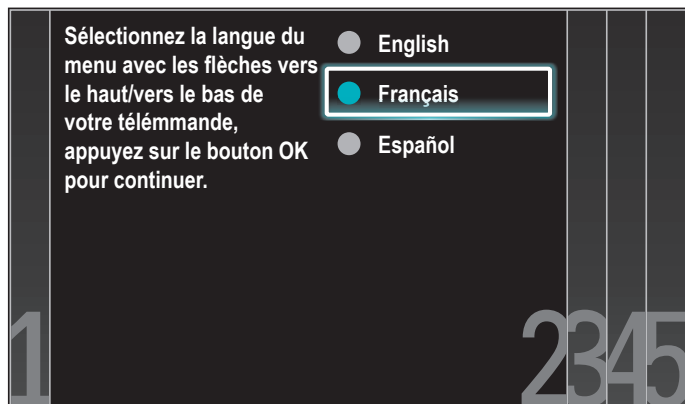 Sélectionnez la langue du
menu avec les flèches vers
le haut/vers le bas de
votre télémmande,
appuyez sur le bouton OK
pour continuer.
English
Français
Español
1
2
3
4
5